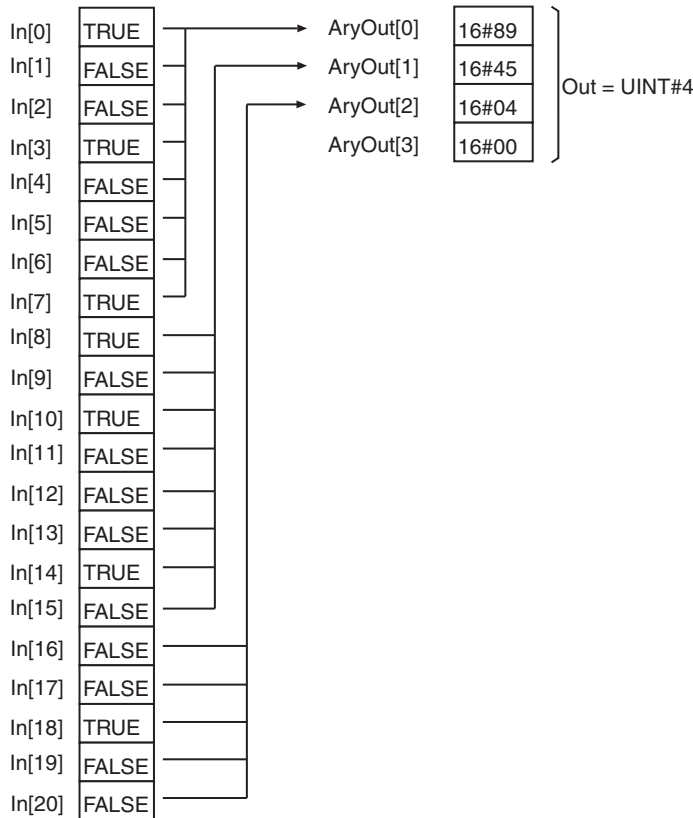 In[0] TRUE AryOut[0] 16#89
In[1] FALSE AryOut[1] 16#45
Out = UINT#4
In[2] FALSE AryOut[2] 16#04
In[3] TRUE AryOut[3] 16#00
In[4] FALSE
In[5] FALSE
In[6] FALSE
In[7] TRUE
In[8] TRUE
In[9] FALSE
In[10] TRUE
In[11] FALSE
In[12] FALSE
In[13] FALSE
In[14] TRUE
In[15] FALSE
In[16] FALSE
In[17] FALSE
In[18] TRUE
In[19] FALSE
In[20] FALSE